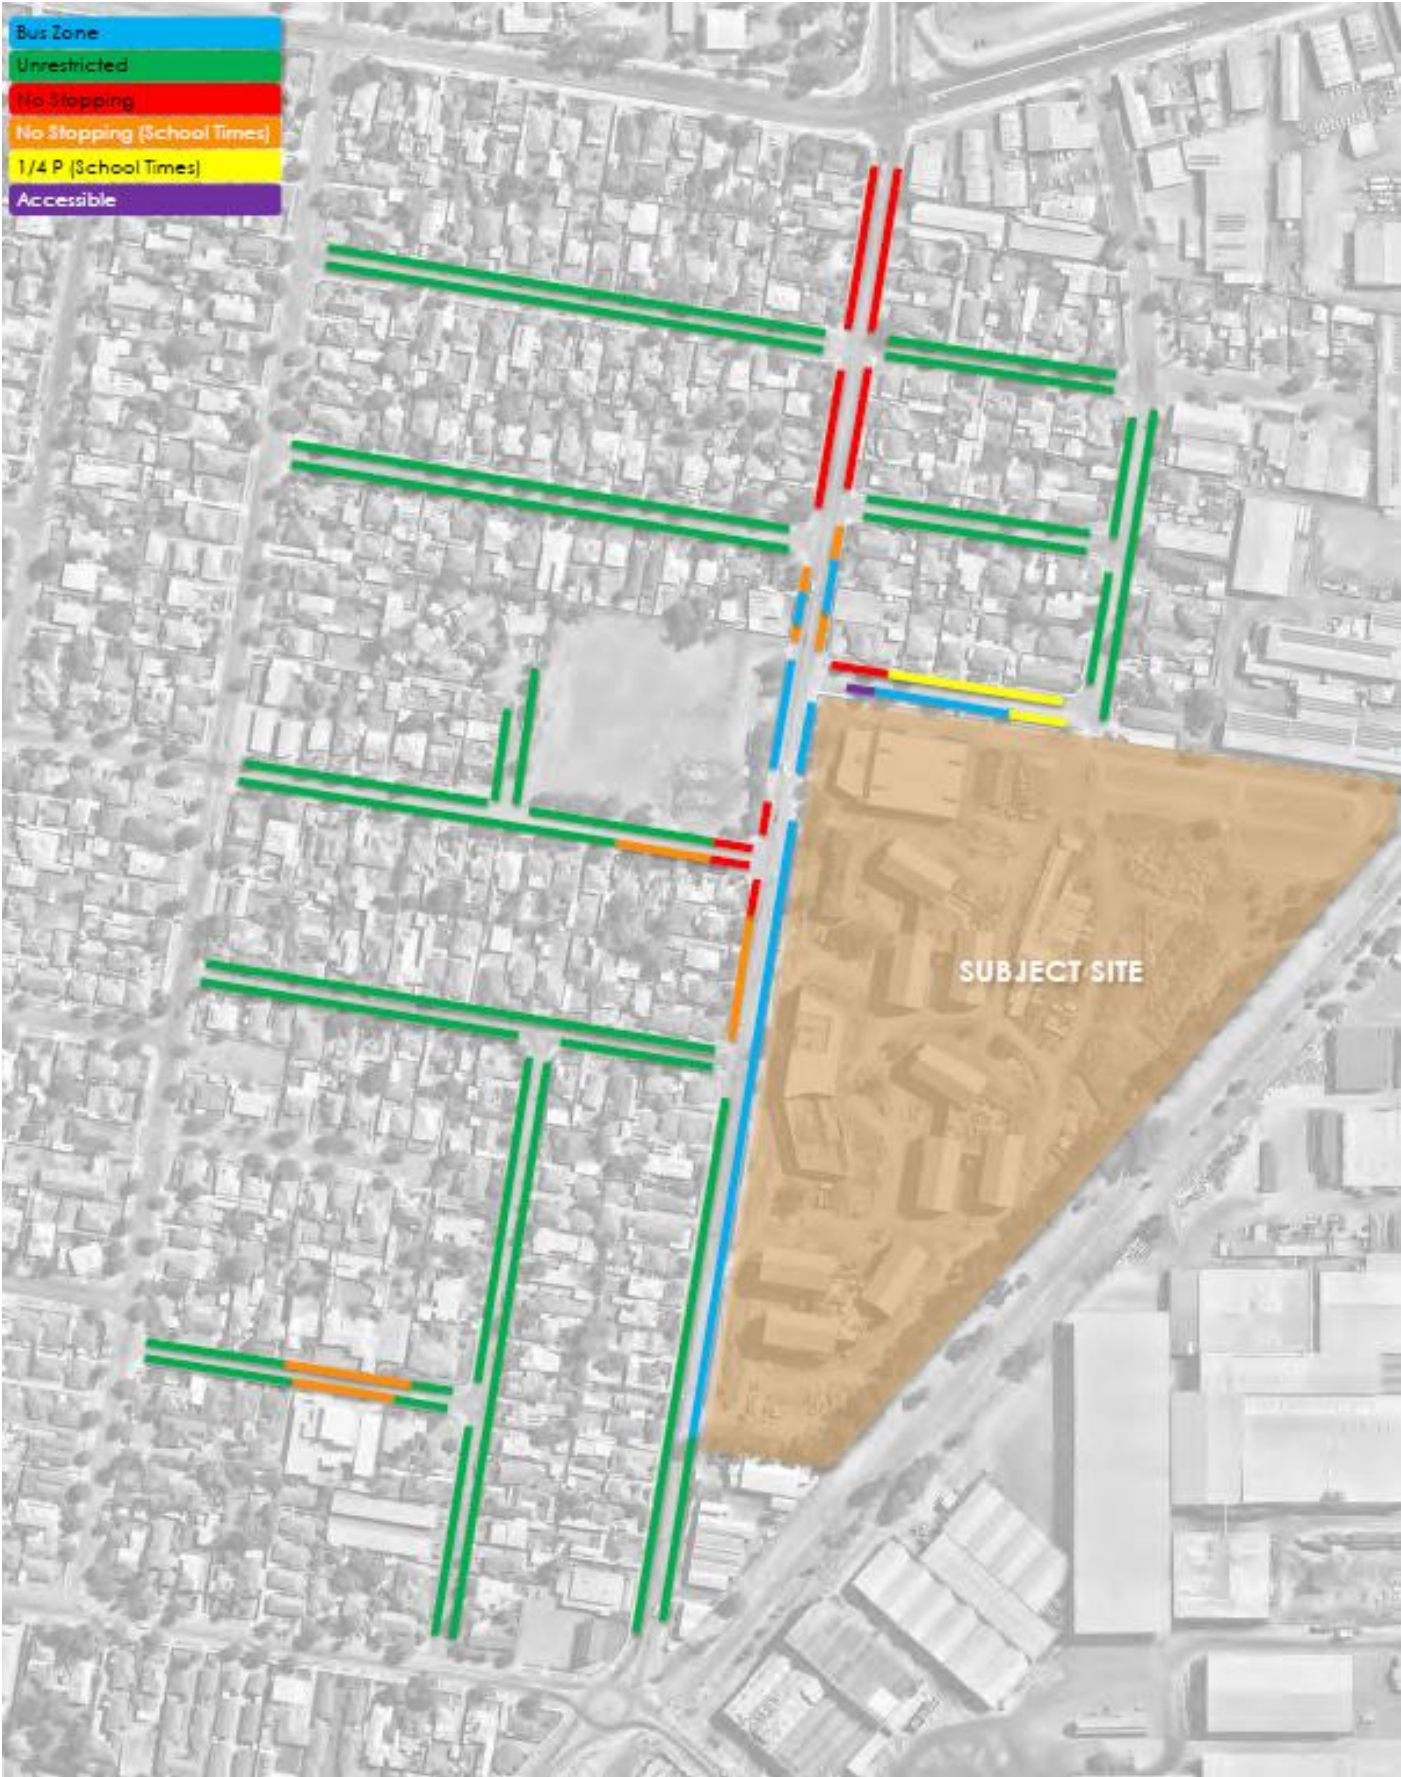 Bus Zone
Unrestricted
No Stopping
No Stopping (School Times)
1/4 P (School Times)
Accessible
SUBJECT SITE